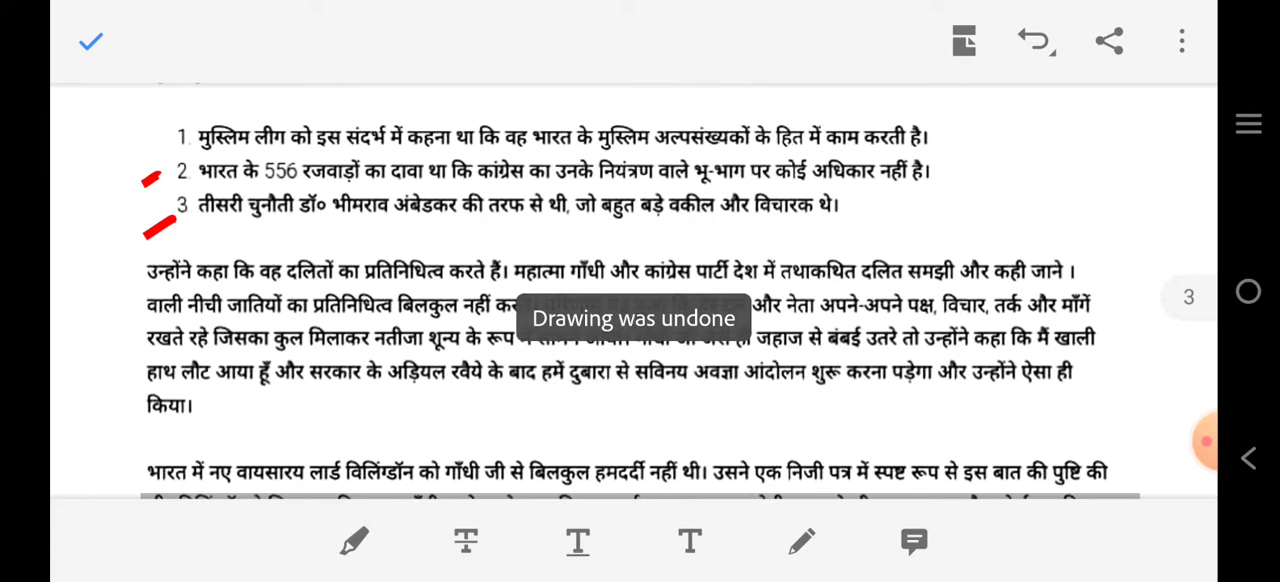 1. मुस्लिम लीग को इस संदर्भ में कहना था कि वह भारत के मुस्लिम अल्पसंख्यकों के हित में काम करती है।
2. भारत के 556 रजवाड़ों का दावा था कि कांग्रेस का उनके नियंत्रण वाले भू-भाग पर कोई अधिकार नहीं है।
3 तीसरी चुनौती डॉ० भीमराव अंबेडकर की तरफ से थी, जो बहुत बड़े वकील और विचारक थे।
उन्होंने कहा कि वह दलितों का प्रतिनिधित्व करते हैं। महात्मा गाँधी और कांग्रेस पार्टी देश में तथाकथित दलित समझी और कही जाने ।
वाली नीची जातियों का प्रतिनिधित्व बिलकुल नहीं और नेता अपने-अपने पक्ष, विचार, तर्क और माँगें
Drawing was undone
3
रखते रहे जिसका कुल मिलाकर नतीजा शून्य के रूप जहाज से बंबई उतरे तो उन्होंने कहा कि मैं खाली
हाथ लौट आया हूँ और सरकार के अड़ियल रवैये के बाद हमें दुबारा से सविनय अवज्ञा आंदोलन शुरू करना पड़ेगा और उन्होंने ऐसा ही
किया।
भारत में नए वायसराय लार्ड विलिंग्डॉन को गाँधी जी से बिलकुल हमदर्दी नहीं थी। उसने एक निजी पत्र में स्पष्ट रूप से इस बात की पुष्टि की